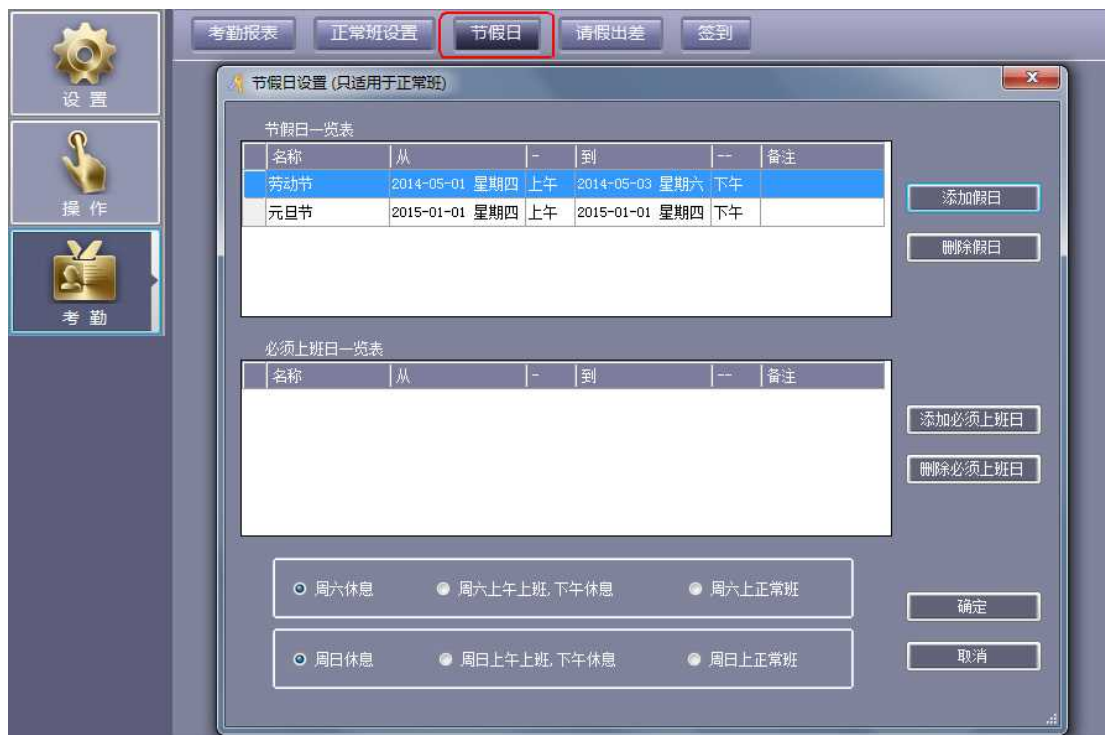 考勤报表 正常班设置 节假日 请假出差 签到
设置
操作
考勤
节假日设置 (只适用于正常班)
节假日一览表
名称 从 - 到 -- 备注
劳动节 2014-05-01 星期四 上午 2014-05-03 星期六 下午
元旦节 2015-01-01 星期四 上午 2015-01-01 星期四 下午
添加假日
删除假日
必须上班日一览表
名称 从 - 到 -- 备注
添加必须上班日
删除必须上班日
周六休息 周六上午上班,下午休息 周六上正常班
周日休息 周日上午上班,下午休息 周日上正常班
确定
取消